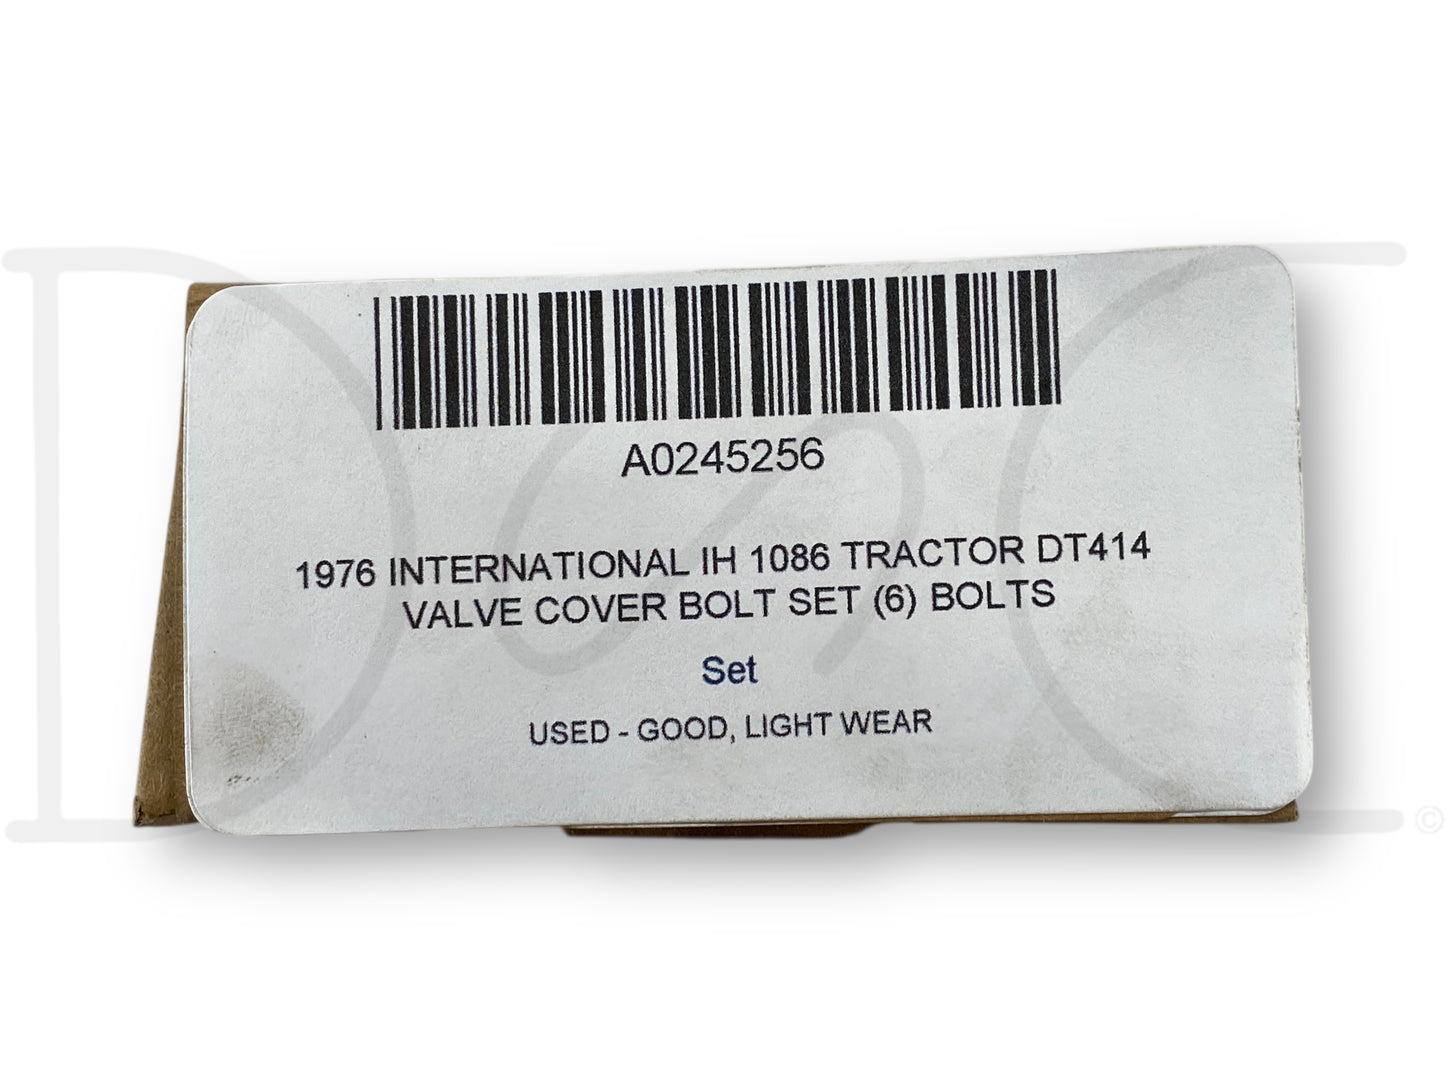 A0245256
1976 INTERNATIONAL IH 1086 TRACTOR DT414
VALVE COVER BOLT SET (6) BOLTS
Set
USED - GOOD, LIGHT WEAR
©